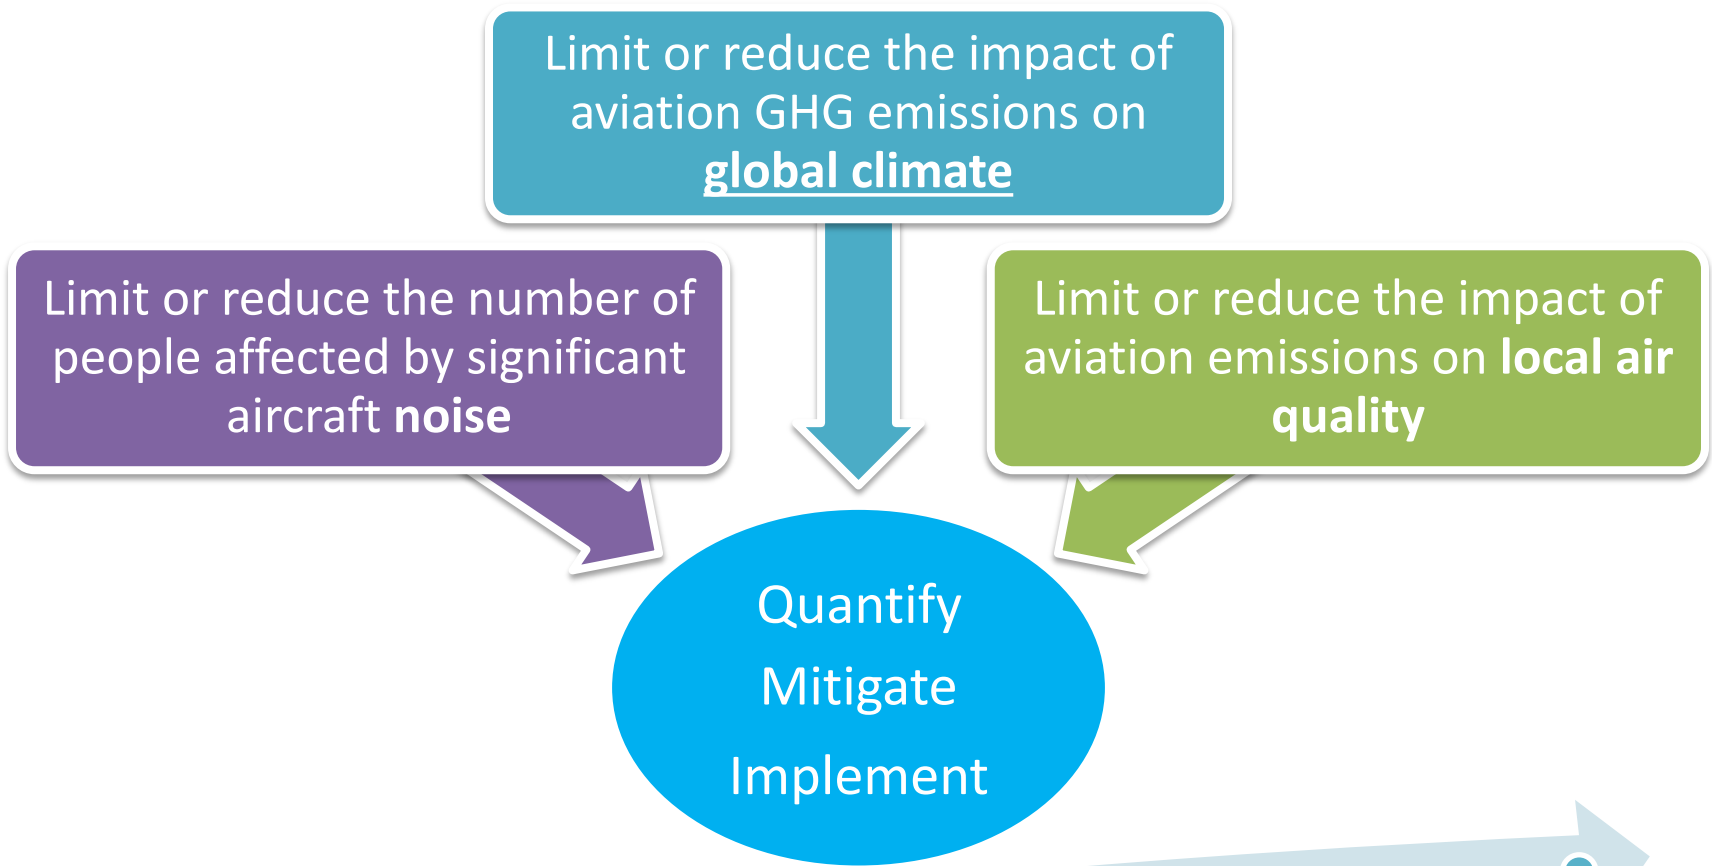 Limit or reduce the impact of
aviation GHG emissions on
global climate
Limit or reduce the number of
people affected by significant
aircraft noise
Limit or reduce the impact of
aviation emissions on local air
quality
Quantify
Mitigate
Implement